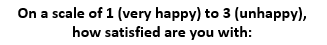 On a scale of 1 (very happy) to 3 (unhappy),
how satisfied are you with: